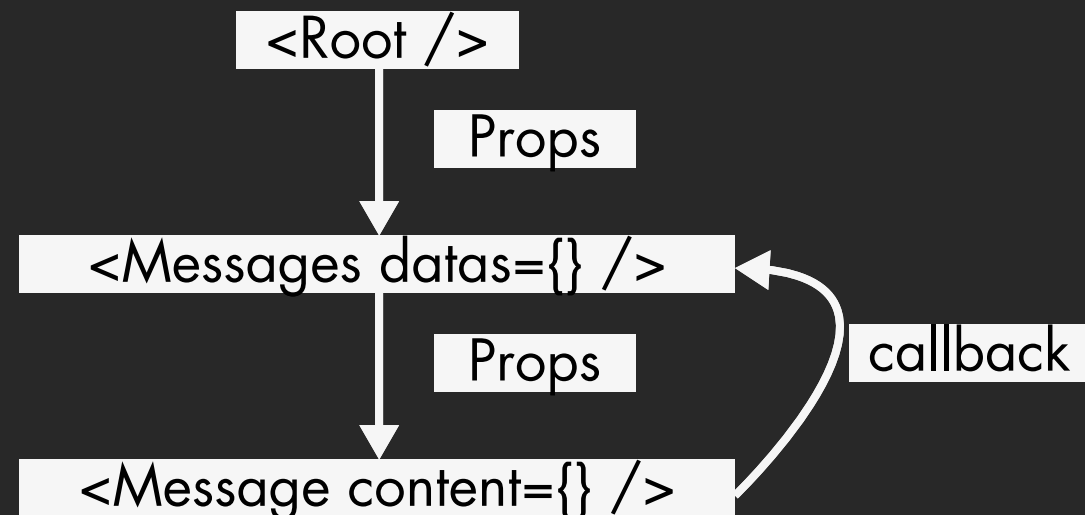 <Root />
Props
<Messages datas={} />
Props
callback
<Message content={} />